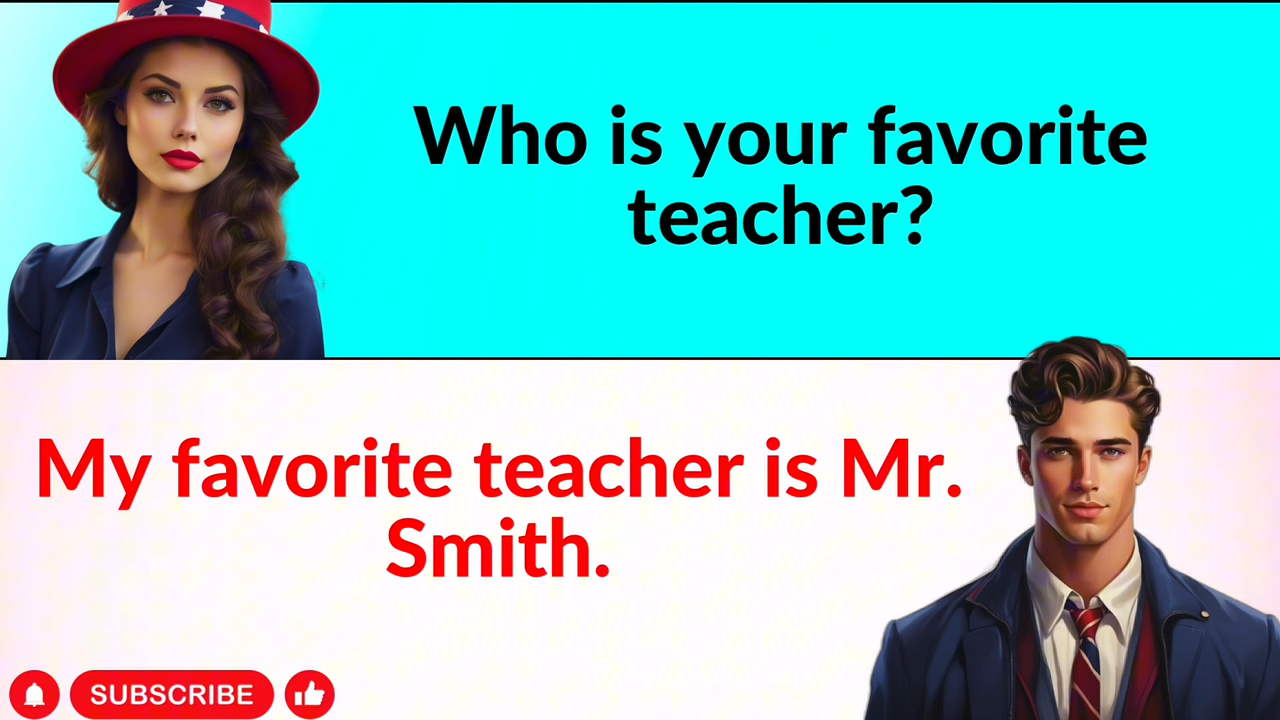 Who is your favorite
teacher?
My favorite teacher is Mr.
Smith.
SUBSCRIBE